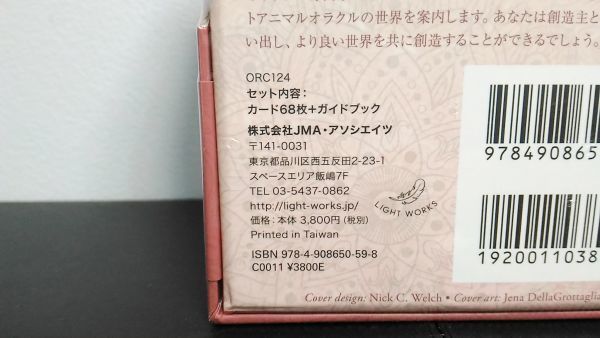 トアニマルオラクルの世界を案内します。あなたは創造主と
い出し、より良い世界を共に創造することができるでしょう。
ORC124
セット内容：
カード68枚+ガイドブック
株式会社JMA・アソシエイツ
〒141-0031
東京都品川区西五反田2-23-1
スペースエリア飯嶋7F
TEL 03-5437-0862
http://light-works.jp/
価格：本体 3,800円（税別）
Printed in Taiwan
LIGHT WORKS
ISBN 978-4-908650-59-8
C0011 ¥3800E
978490865
1920011038
Cover design: Nick C. Welch • Cover art: Jena DellaGrottaglia